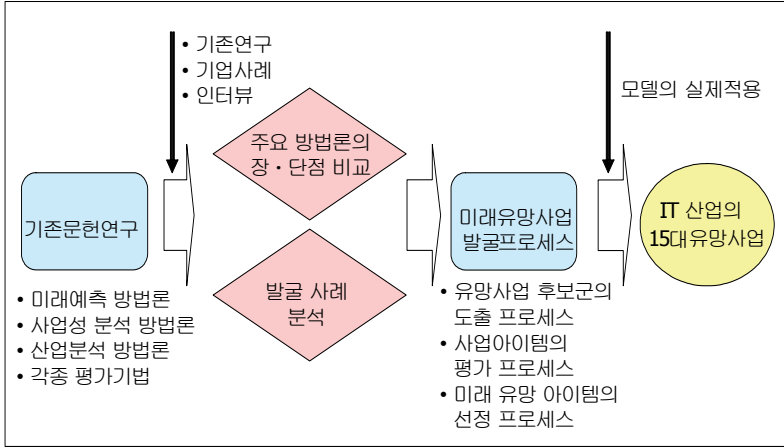 • 기존연구
• 기업사례
• 인터뷰
모델의 실제적용
기존문헌연구
• 미래예측 방법론
• 사업성 분석 방법론
• 산업분석 방법론
• 각종 평가기법
주요 방법론의
장·단점 비교
발굴 사례
분석
미래유망사업
발굴프로세스
• 유망사업 후보군의
도출 프로세스
• 사업아이템의
평가 프로세스
• 미래 유망 아이템의
선정 프로세스
IT 산업의
15대유망사업